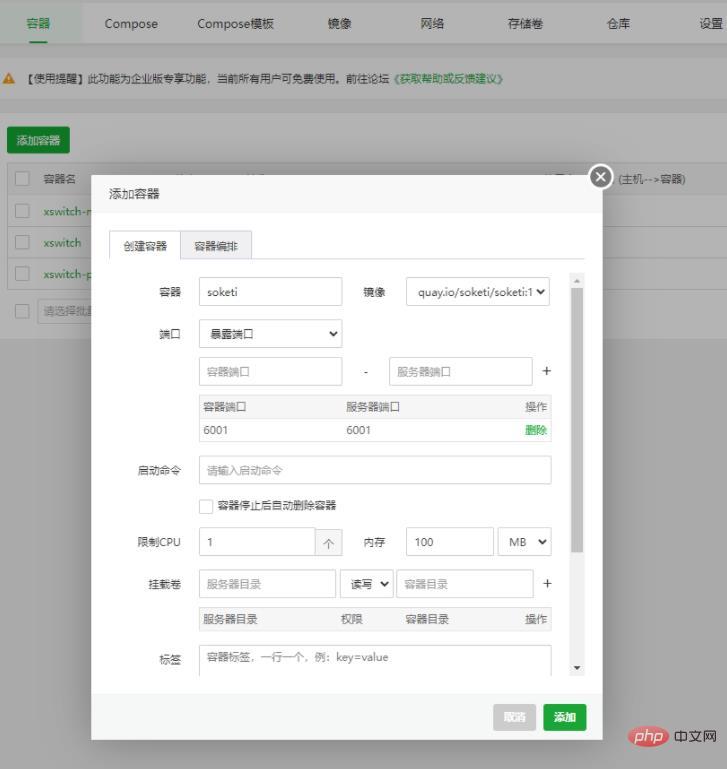 容器 Compose Compose模板 镜像 网络 存储卷 仓库 设置
【使用提醒】此功能为企业版专享功能，当前所有用户可免费使用。前往论坛《获取帮助或反馈建议》
添加容器
容器名 (主机-->容器)
添加容器
xswitch-
创建容器 容器编排
xswitch
xswitch-p
容器 soketi 镜像 quay.io/soketi/soketi:1
请选择批
端口 暴露端口
容器端口 - 服务器端口 +
容器端口 服务器端口 操作
6001 6001 删除
启动命令 请输入启动命令
容器停止后自动删除容器
限制CPU 1 个 内存 100 MB
挂载卷 服务器目录 读写 容器目录 +
服务器目录 权限 容器目录 操作
标签 容器标签，一行一个，例：key=value
取消 添加
php 中文网